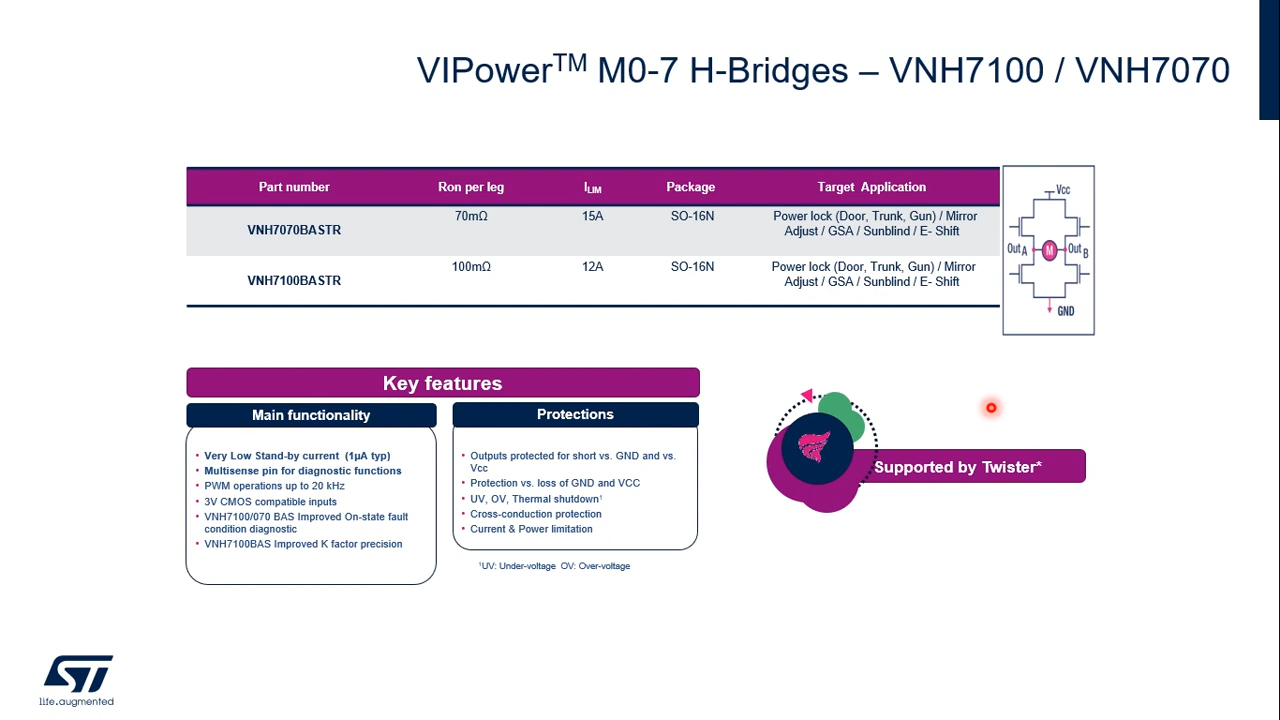 VIPower™ M0-7 H-Bridges – VNH7100 / VNH7070
Part number Ron per leg ILIM Package Target Application
VNH7070BASTR 70mΩ 15A SO-16N Power lock (Door, Trunk, Gun) / Mirror
Adjust / GSA / Sunblind / E- Shift
VNH7100BASTR 100mΩ 12A SO-16N Power lock (Door, Trunk, Gun) / Mirror
Adjust / GSA / Sunblind / E- Shift
Vcc
OutA M OutB
GND
Key features
Main functionality
• Very Low Stand-by current (1µA typ)
• Multisense pin for diagnostic functions
• PWM operations up to 20 kHz
• 3V CMOS compatible inputs
• VNH7100/070 BAS Improved On-state fault
condition diagnostic
• VNH7100BAS Improved K factor precision
Protections
• Outputs protected for short vs. GND and vs.
Vcc
• Protection vs. loss of GND and VCC
• UV, OV, Thermal shutdown¹
• Cross-conduction protection
• Current & Power limitation
¹UV: Under-voltage OV: Over-voltage
Supported by Twister*
ST
life.augmented